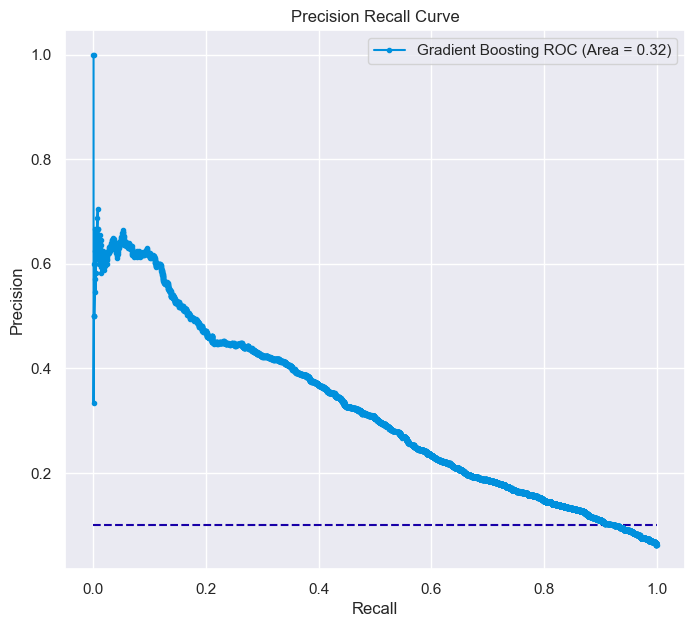 Precision Recall Curve
Gradient Boosting ROC (Area = 0.32)
1.0
0.8
0.6
0.4
0.2
Precision
0.0
0.2
0.4
0.6
0.8
1.0
Recall